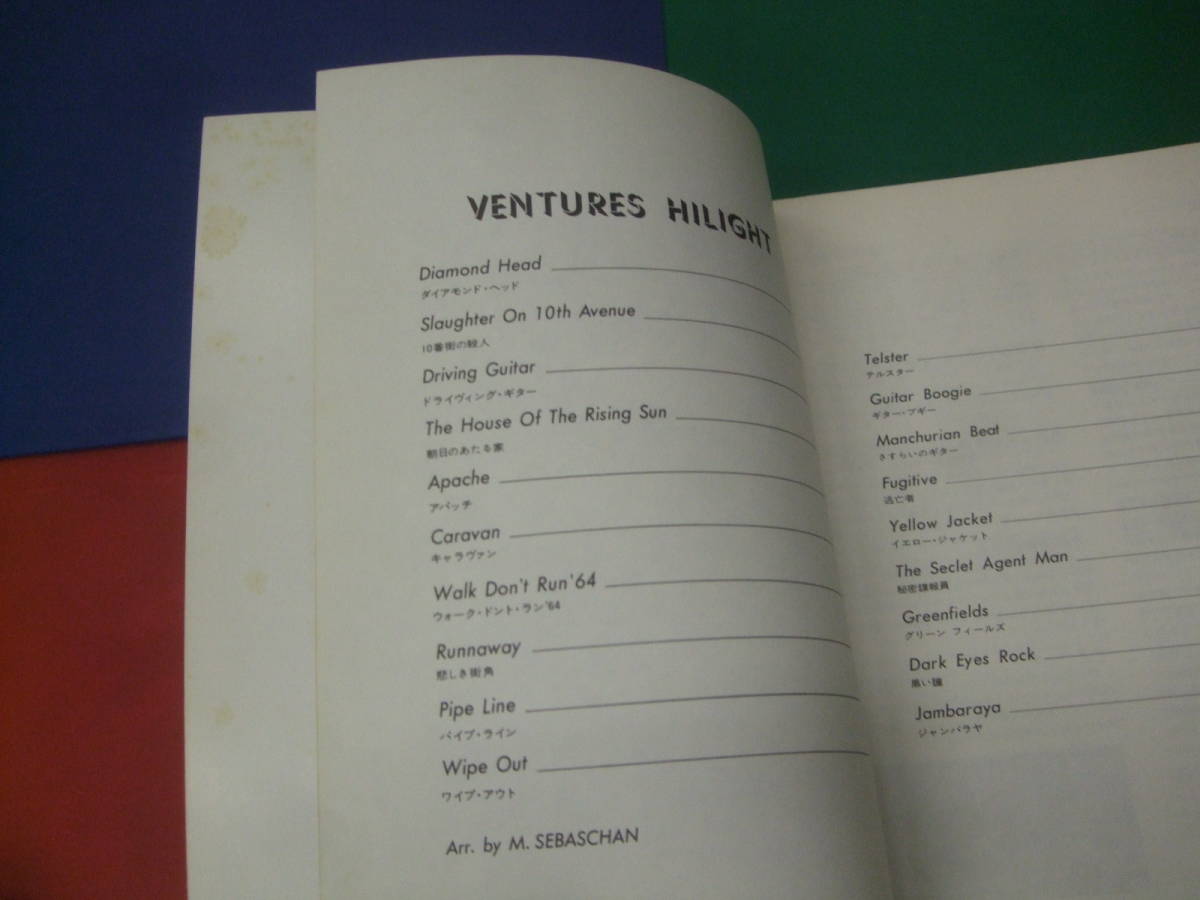 VENTURES HILIGHT
Diamond Head
ダイアモンド・ヘッド
Slaughter On 10th Avenue
10番街の殺人
Driving Guitar
ドライヴィング・ギター
The House Of The Rising Sun
朝日のあたる家
Apache
アパッチ
Caravan
キャラヴァン
Walk Don't Run '64
ウォーク・ドント・ラン '64
Runnaway
悲しき街角
Pipe Line
パイプ・ライン
Wipe Out
ワイプ・アウト
Arr. by M. SEBASCHAN
Telster
テルスター
Guitar Boogie
ギター・ブギー
Manchurian Beat
さすらいのギター
Fugitive
逃亡者
Yellow Jacket
イエロー・ジャケット
The Seclet Agent Man
秘密諜報員
Greenfields
グリーン フィールズ
Dark Eyes Rock
黒い瞳
Jambaraya
ジャンバラヤ